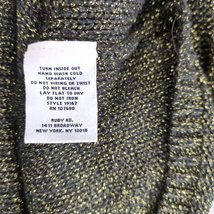 TURN INSIDE OUT
HAND WASH COLD
SEPARATELY
DO NOT WRING OR TWIST
DO NOT BLEACH
LAY FLAT TO DRY
DO NOT IRON
STYLE 19167
RN 107680
RUBY RD.
1411 BROADWAY
NEW YORK, NY 10018